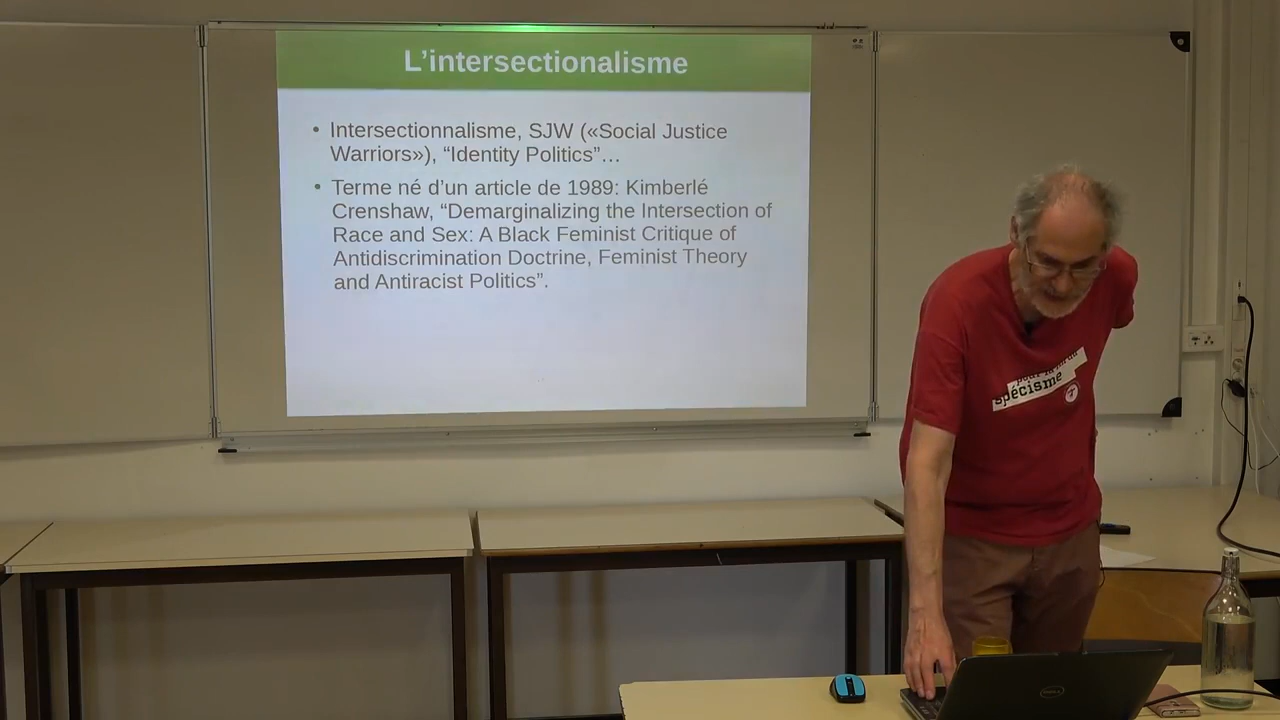 L’intersectionalisme
• Intersectionnalisme, SJW («Social Justice
Warriors»), “Identity Politics”…
• Terme né d’un article de 1989: Kimberlé
Crenshaw, “Demarginalizing the Intersection of
Race and Sex: A Black Feminist Critique of
Antidiscrimination Doctrine, Feminist Theory
and Antiracist Politics”.
spécisme
DELL